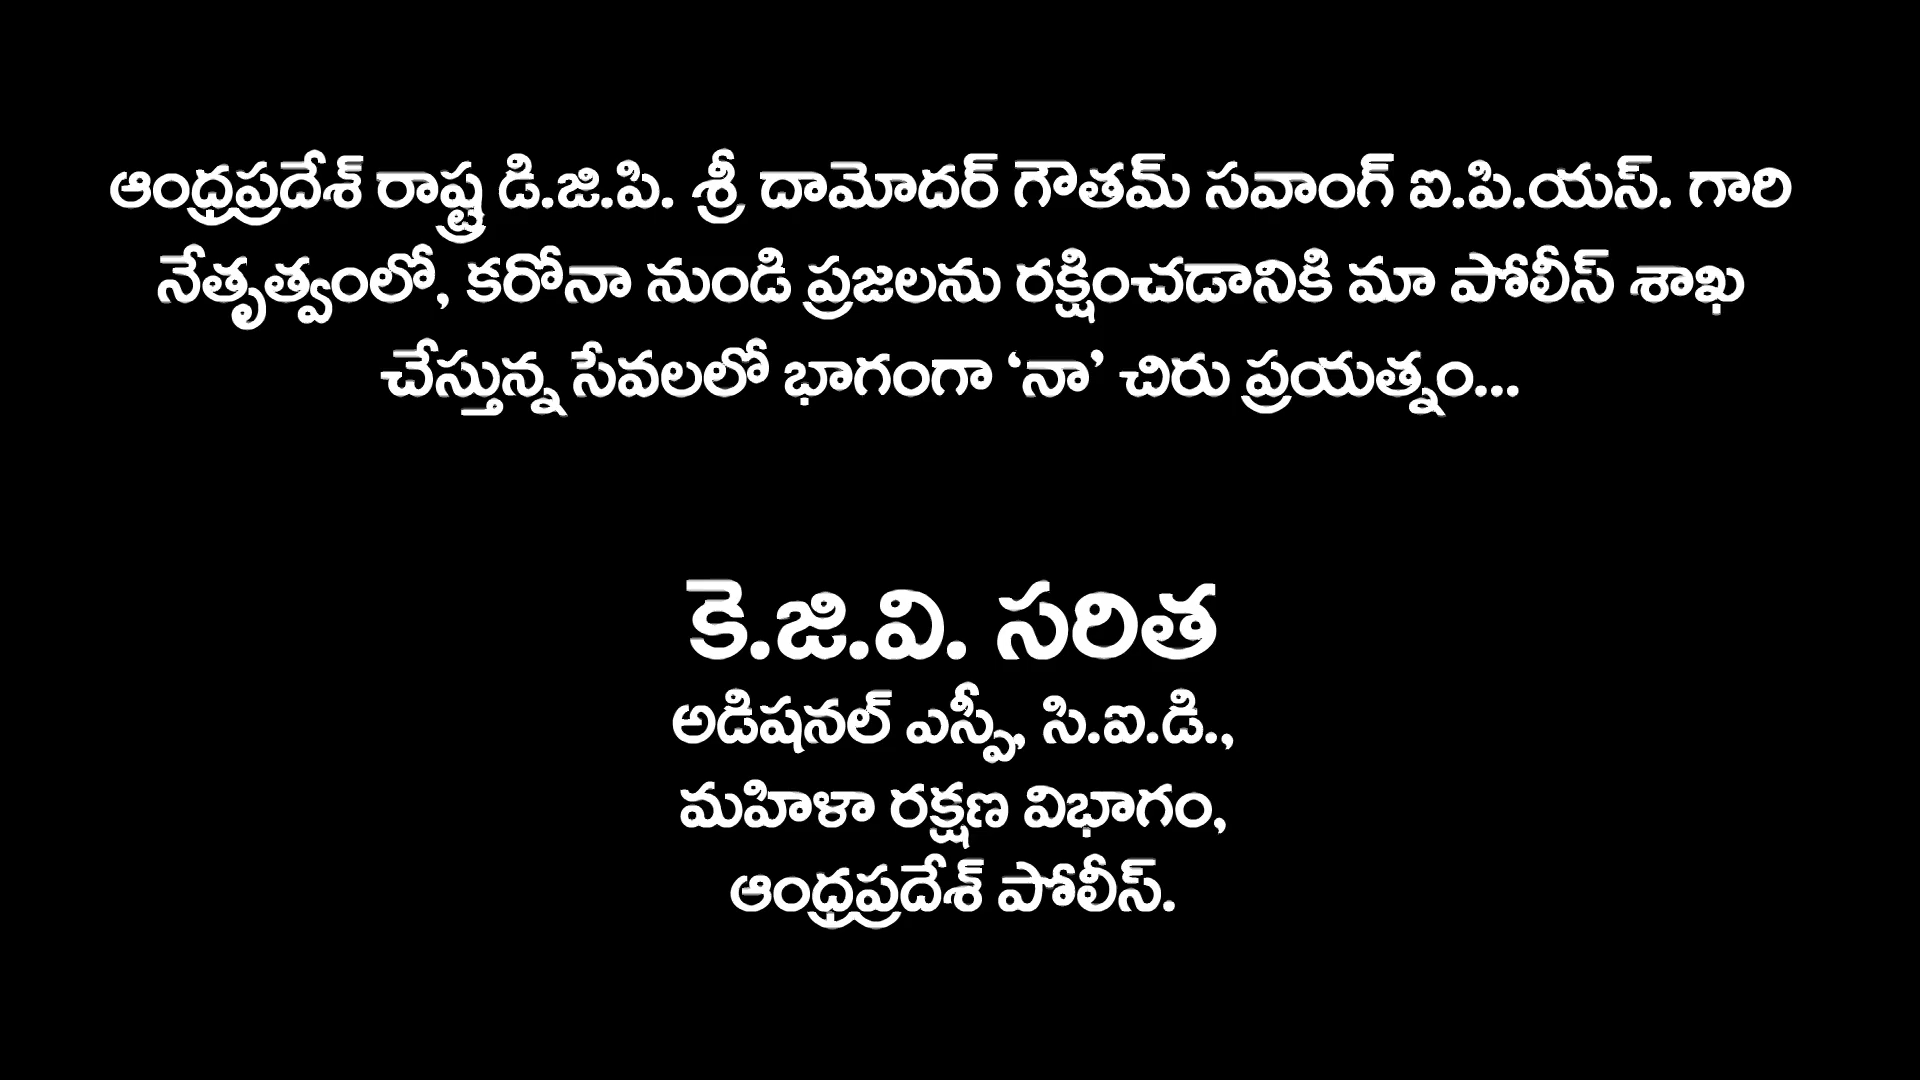 ఆంధ్రప్రదేశ్ రాష్ట్ర డి.జి.పి. శ్రీ దామోదర్ గౌతమ్ సవాంగ్ ఐ.పి.యస్. గారి
నేతృత్వంలో, కరోనా నుండి ప్రజలను రక్షించడానికి మా పోలీస్ శాఖ
చేస్తున్న సేవలలో భాగంగా ‘నా’ చిరు ప్రయత్నం...
కె.జి.వి. సరిత
అడిషనల్ ఎస్పీ, సి.ఐ.డి.,
మహిళా రక్షణ విభాగం,
ఆంధ్రప్రదేశ్ పోలీస్.